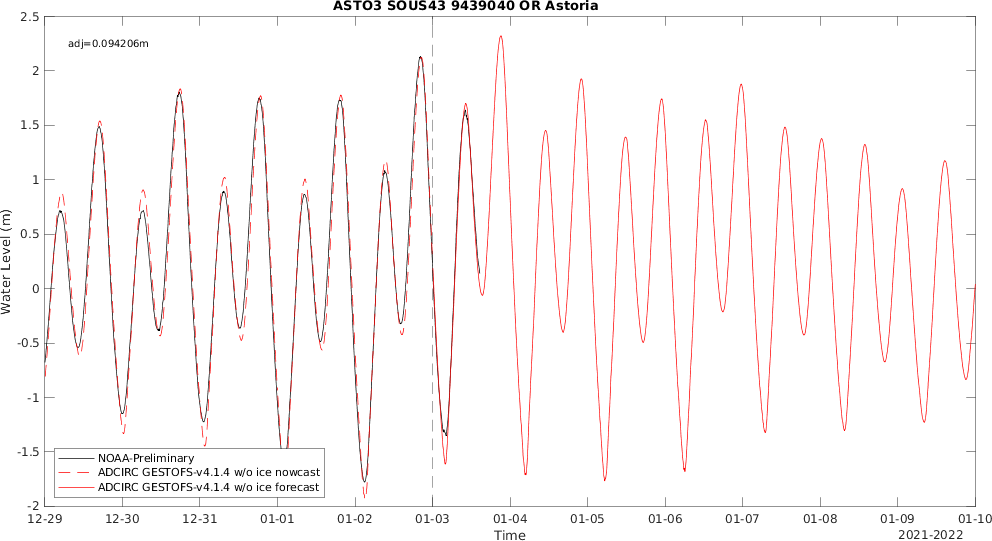 ASTO3 SOUS43 9439040 OR Astoria
adj=0.094206m
Water Level (m)
2.5
2
1.5
1
0.5
0
-0.5
-1
-1.5
-2
NOAA-Preliminary
ADCIRC GESTOFS-v4.1.4 w/o ice nowcast
ADCIRC GESTOFS-v4.1.4 w/o ice forecast
12-29 12-30 12-31 01-01 01-02 01-03 01-04 01-05 01-06 01-07 01-08 01-09 01-10
Time
2021-2022